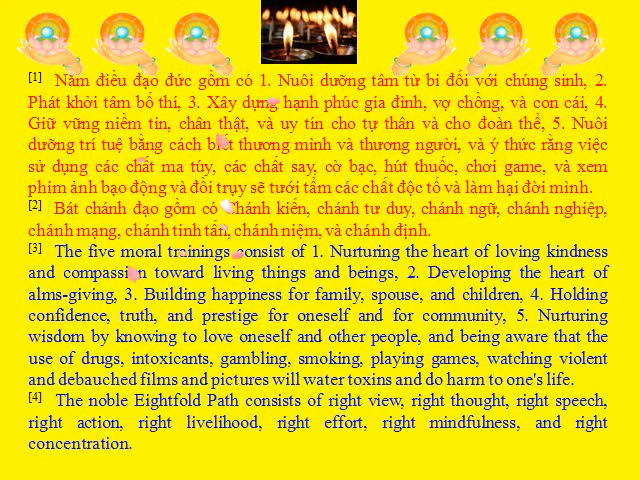 [1] Năm điều đạo đức gồm có 1. Nuôi dưỡng tâm từ bi đối với chúng sinh, 2.
Phát khởi tâm bố thí, 3. Xây dựng hạnh phúc gia đình, vợ chồng, và con cái, 4.
Giữ vững niềm tin, chân thật, và uy tín cho tự thân và cho đoàn thể, 5. Nuôi
dưỡng trí tuệ bằng cách biết thương mình và thương người, và ý thức rằng việc
sử dụng các chất ma túy, các chất say, cờ bạc, hút thuốc, chơi game, và xem
phim ảnh bạo động và đồi trụy sẽ tưới tẩm các chất độc tố và làm hại đời mình.
[2] Bát chánh đạo gồm có Chánh kiến, chánh tư duy, chánh ngữ, chánh nghiệp,
chánh mạng, chánh tinh tấn, chánh niệm, và chánh định.
[3] The five moral trainings consist of 1. Nurturing the heart of loving kindness
and compassion toward living things and beings, 2. Developing the heart of
alms-giving, 3. Building happiness for family, spouse, and children, 4. Holding
confidence, truth, and prestige for oneself and for community, 5. Nurturing
wisdom by knowing to love oneself and other people, and being aware that the
use of drugs, intoxicants, gambling, smoking, playing games, watching violent
and debauched films and pictures will water toxins and do harm to one's life.
[4] The noble Eightfold Path consists of right view, right thought, right speech,
right action, right livelihood, right effort, right mindfulness, and right
concentration.